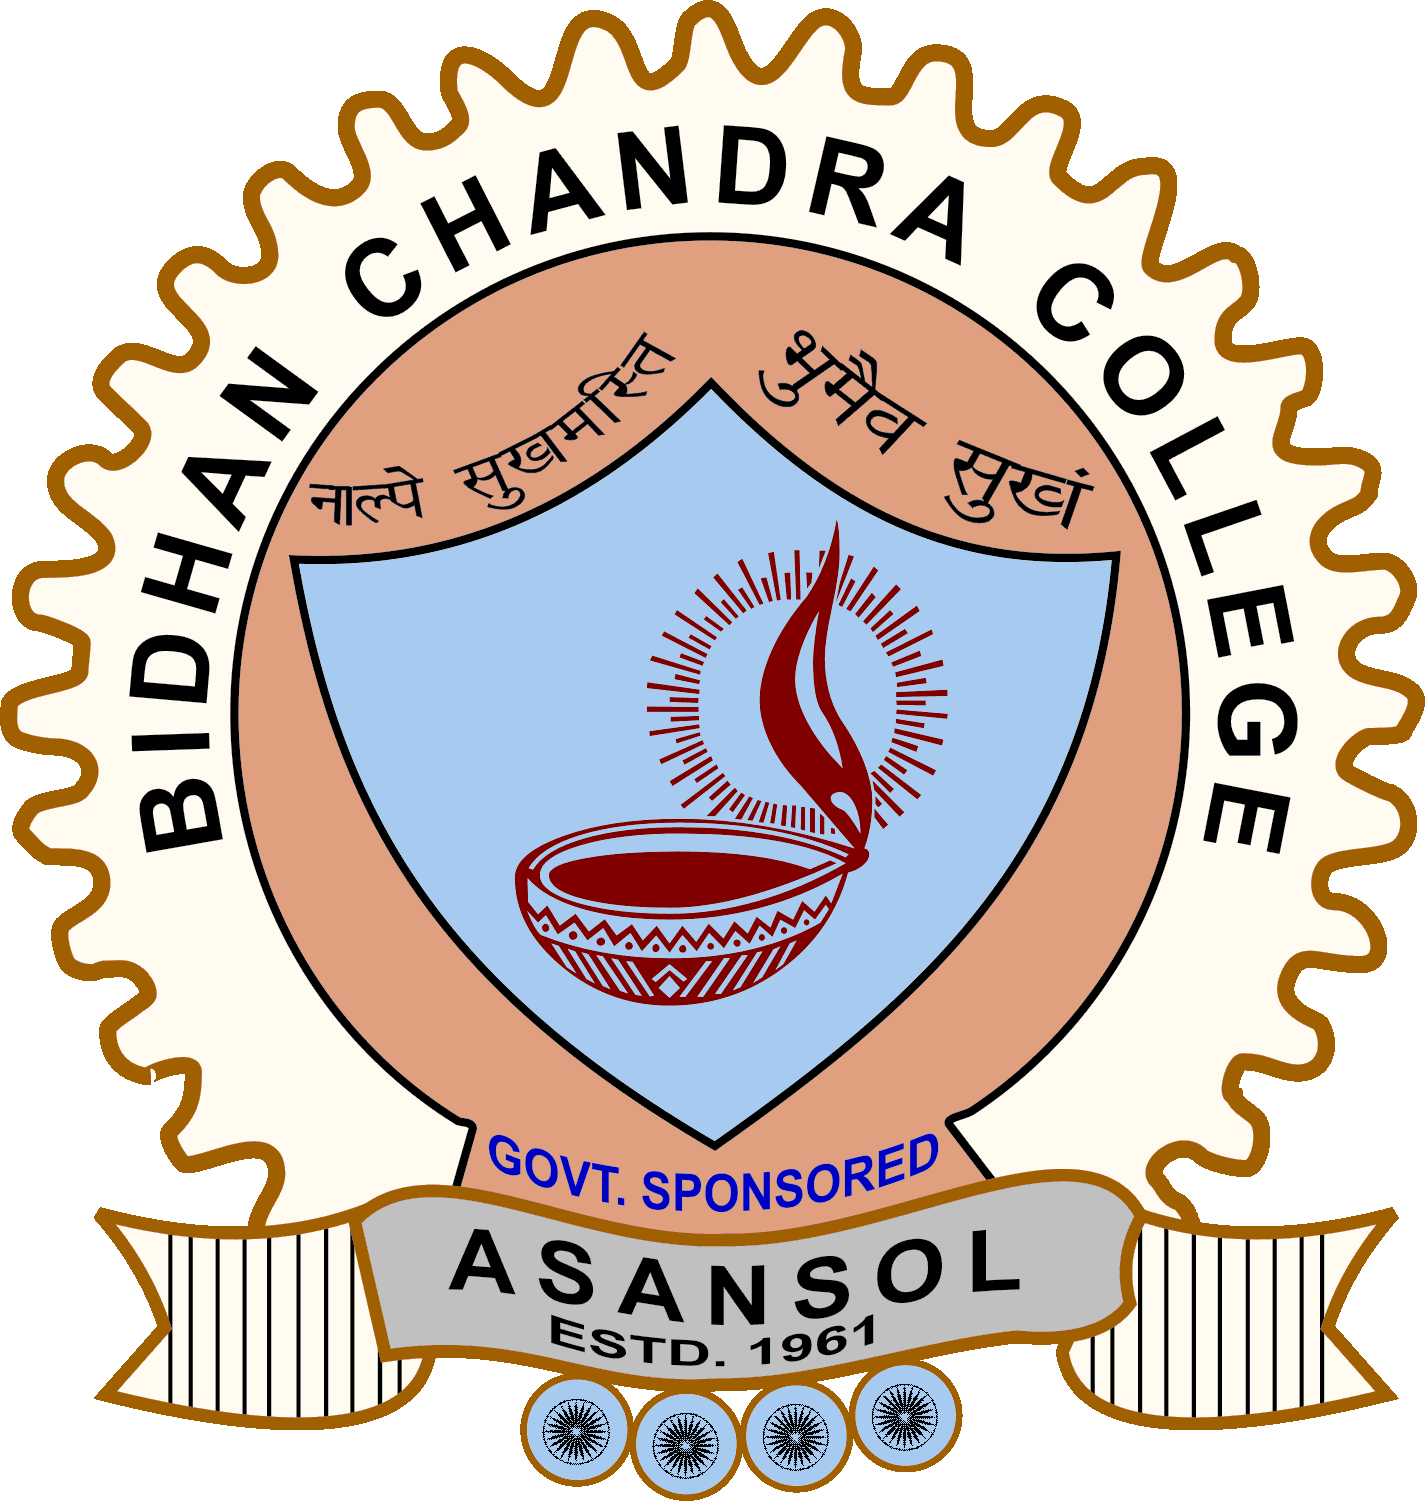 BIDHAN CHANDRA COLLEGE
नाल्पे सुखमस्ति भुमैव सुखं
GOVT. SPONSORED
ASANSOL
ESTD. 1961